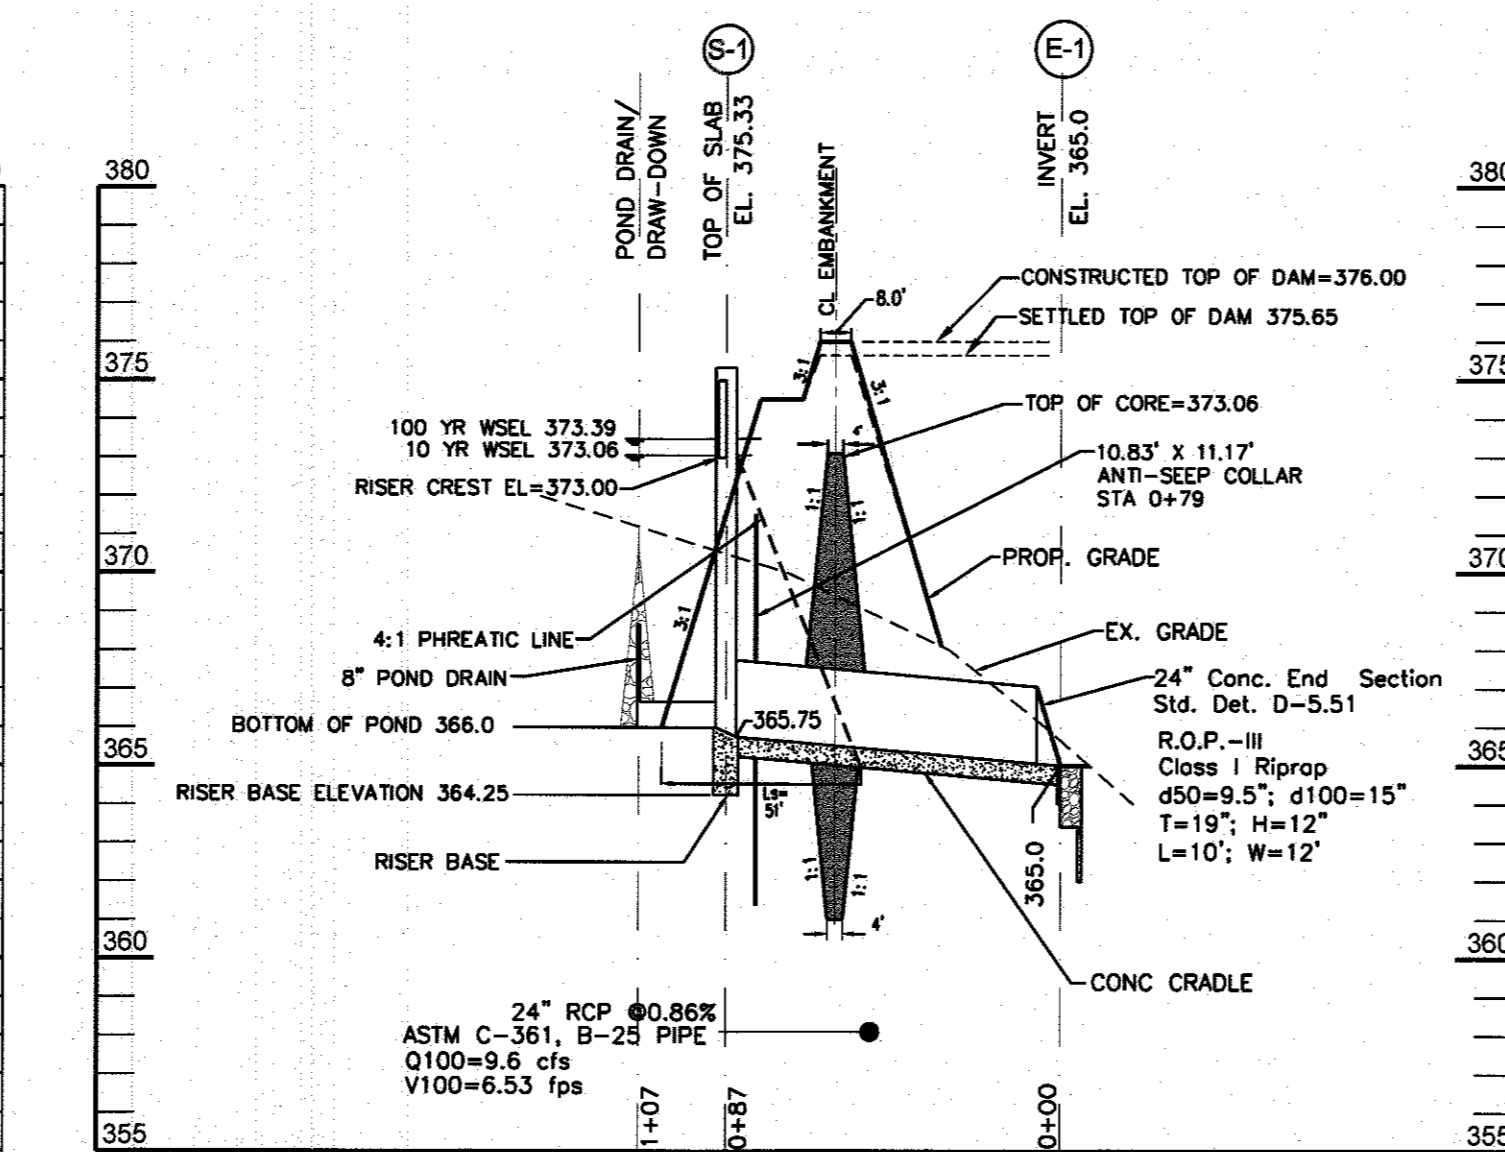 S-1
E-1
POND DRAIN/
DRAW-DOWN
TOP OF SLAB
EL. 375.33
CL EMBANKMENT
INVERT
EL. 365.0
380
380
CONSTRUCTED TOP OF DAM=376.00
8.0'
SETTLED TOP OF DAM 375.65
375
375
3:1
3:1
TOP OF CORE=373.06
100 YR WSEL 373.39
10 YR WSEL 373.06
4'
10.83' X 11.17'
ANTI-SEEP COLLAR
STA 0+79
RISER CREST EL=373.00
1:1
1:1
370
370
PROP. GRADE
3:1
4:1 PHREATIC LINE
EX. GRADE
8" POND DRAIN
24" Conc. End Section
Std. Det. D-5.51
BOTTOM OF POND 366.0
365.75
R.O.P.-III
Class I Riprap
d50=9.5"; d100=15"
T=19"; H=12"
L=10'; W=12'
365
365
RISER BASE ELEVATION 364.25
Ls=
51'
RISER BASE
1:1
1:1
365.0
4'
360
360
CONC CRADLE
24" RCP @0.86%
ASTM C-361, B-25 PIPE
Q100=9.6 cfs
V100=6.53 fps
1+07
0+87
0+00
355
355